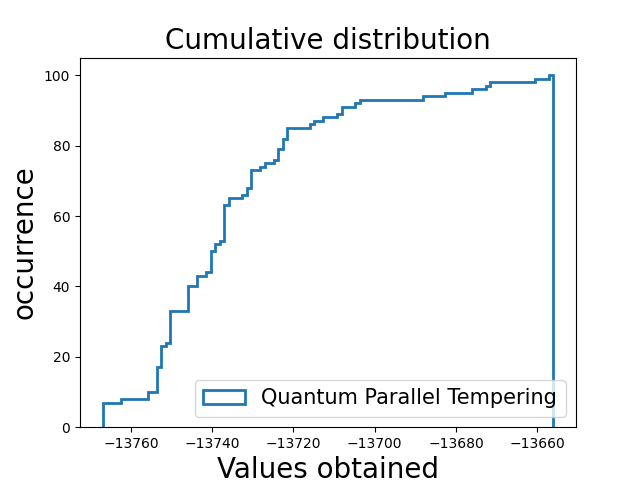 Cumulative distribution
occurrence
100
80
60
40
20
0
Quantum Parallel Tempering
−13760 −13740 −13720 −13700 −13680 −13660
Values obtained